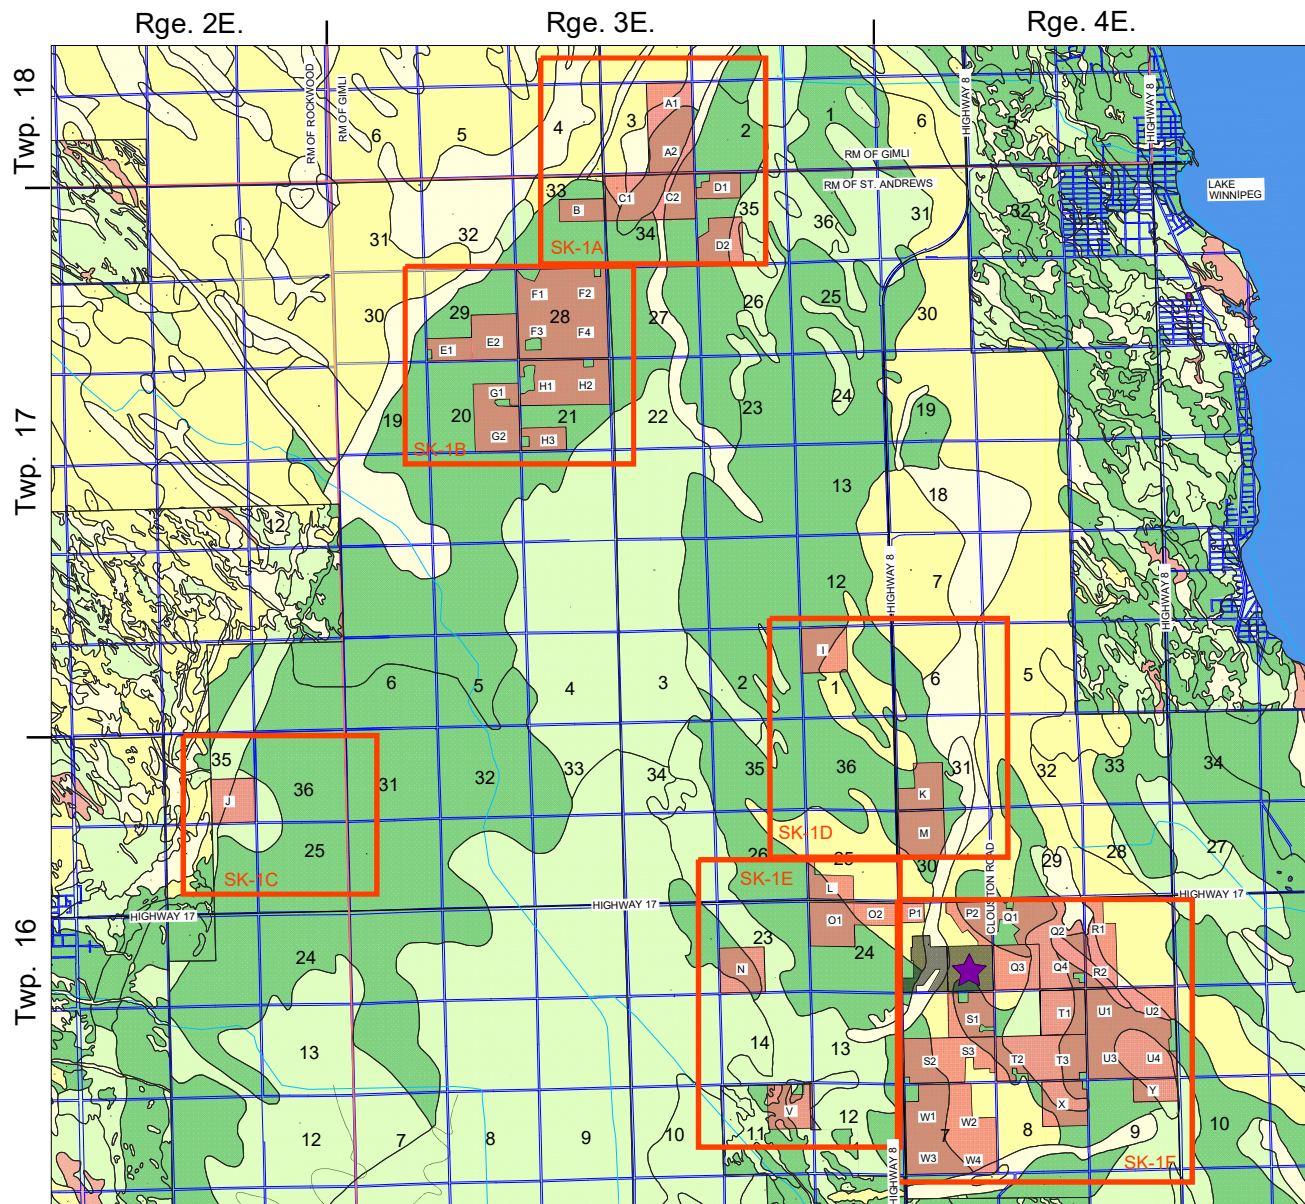 Rge. 2E.
Rge. 3E.
Rge. 4E.
Twp. 18
Twp. 17
Twp. 16
RM OF ROCKWOOD
RM OF GIMLI
HIGHWAY 8
HIGHWAY 8
6
5
4
3
A1
2
1
6
5
A2
RM OF GIMLI
RM OF ST. ANDREWS
LAKE
WINNIPEG
33
B
C1
C2
D1
35
36
31
32
31
32
34
D2
SK-1A
30
29
F1
F2
28
27
26
25
30
E1
E2
F3
F4
19
20
G1
H1
H2
21
22
23
24
19
G2
H3
SK-1B
12
13
18
12
7
HIGHWAY 8
HIGHWAY 8
6
5
4
3
2
I
1
6
5
35
36
31
32
33
34
35
36
31
32
33
34
J
K
M
SK-1D
25
SK-1C
26
25
30
CLOUSTON ROAD
29
28
27
SK-1E
L
HIGHWAY 17
HIGHWAY 17
HIGHWAY 17
O1
O2
P1
P2
Q1
Q2
R1
24
23
N
24
Q3
Q4
R2
13
14
13
S1
T1
U1
U2
S2
S3
T2
T3
U3
U4
12
7
8
9
10
11
V
12
W1
W2
7
8
X
Y
9
10
W3
W4
SK-1F
HIGHWAY 8